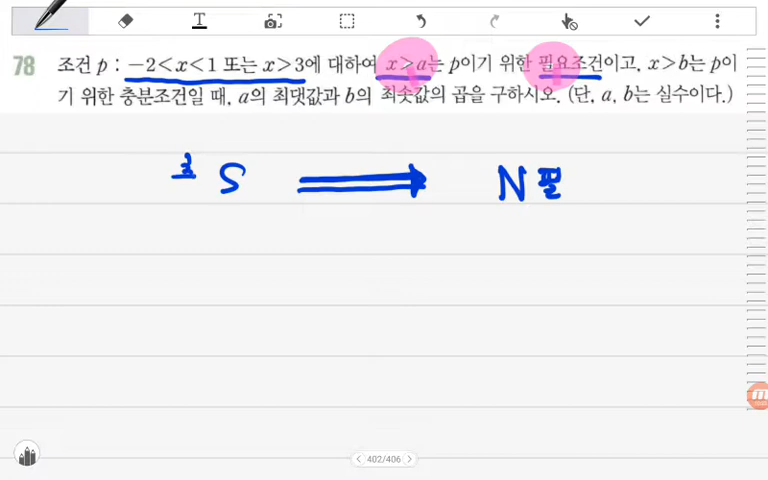 T
78 조건 p : −2<x<1 또는 x>3에 대하여 x>a는 p이기 위한 필요조건이고, x>b는 p이
기 위한 충분조건일 때, a의 최댓값과 b의 최솟값의 곱을 구하시오. (단, a, b는 실수이다.)
충 S ⟹ N 필
402/406